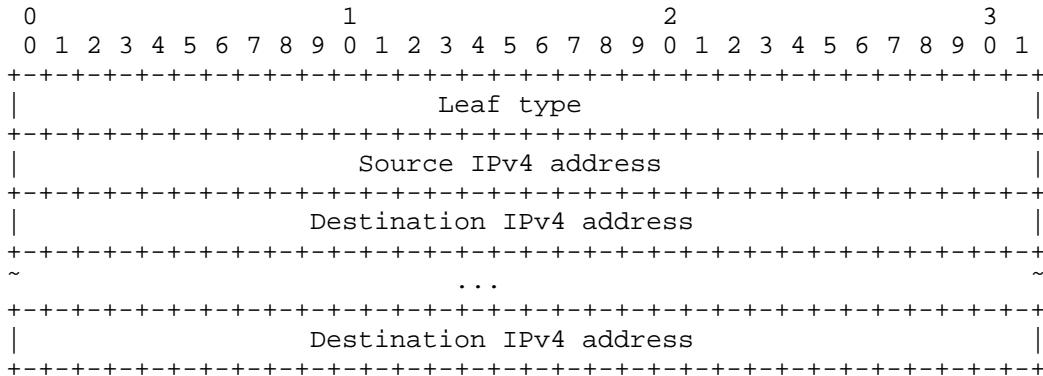 0                   1                   2                   3
 0 1 2 3 4 5 6 7 8 9 0 1 2 3 4 5 6 7 8 9 0 1 2 3 4 5 6 7 8 9 0 1
+-+-+-+-+-+-+-+-+-+-+-+-+-+-+-+-+-+-+-+-+-+-+-+-+-+-+-+-+-+-+-+-+
|                          Leaf type                            |
+-+-+-+-+-+-+-+-+-+-+-+-+-+-+-+-+-+-+-+-+-+-+-+-+-+-+-+-+-+-+-+-+
|                     Source IPv4 address                       |
+-+-+-+-+-+-+-+-+-+-+-+-+-+-+-+-+-+-+-+-+-+-+-+-+-+-+-+-+-+-+-+-+
|                  Destination IPv4 address                     |
+-+-+-+-+-+-+-+-+-+-+-+-+-+-+-+-+-+-+-+-+-+-+-+-+-+-+-+-+-+-+-+-+
~                           ...                                 ~
+-+-+-+-+-+-+-+-+-+-+-+-+-+-+-+-+-+-+-+-+-+-+-+-+-+-+-+-+-+-+-+-+
|                  Destination IPv4 address                     |
+-+-+-+-+-+-+-+-+-+-+-+-+-+-+-+-+-+-+-+-+-+-+-+-+-+-+-+-+-+-+-+-+